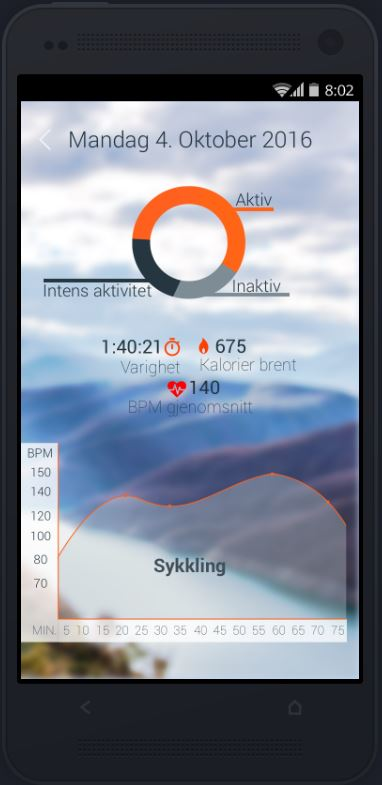 8:02
Mandag 4. Oktober 2016
Aktiv
Intens aktivitet
Inaktiv
1:40:21 675
Varighet Kalorier brent
140
BPM gjenomsnitt
BPM
150
140
120
100
80
70
Sykkling
MIN. 5 10 15 20 25 30 35 40 45 50 55 60 65 70 75